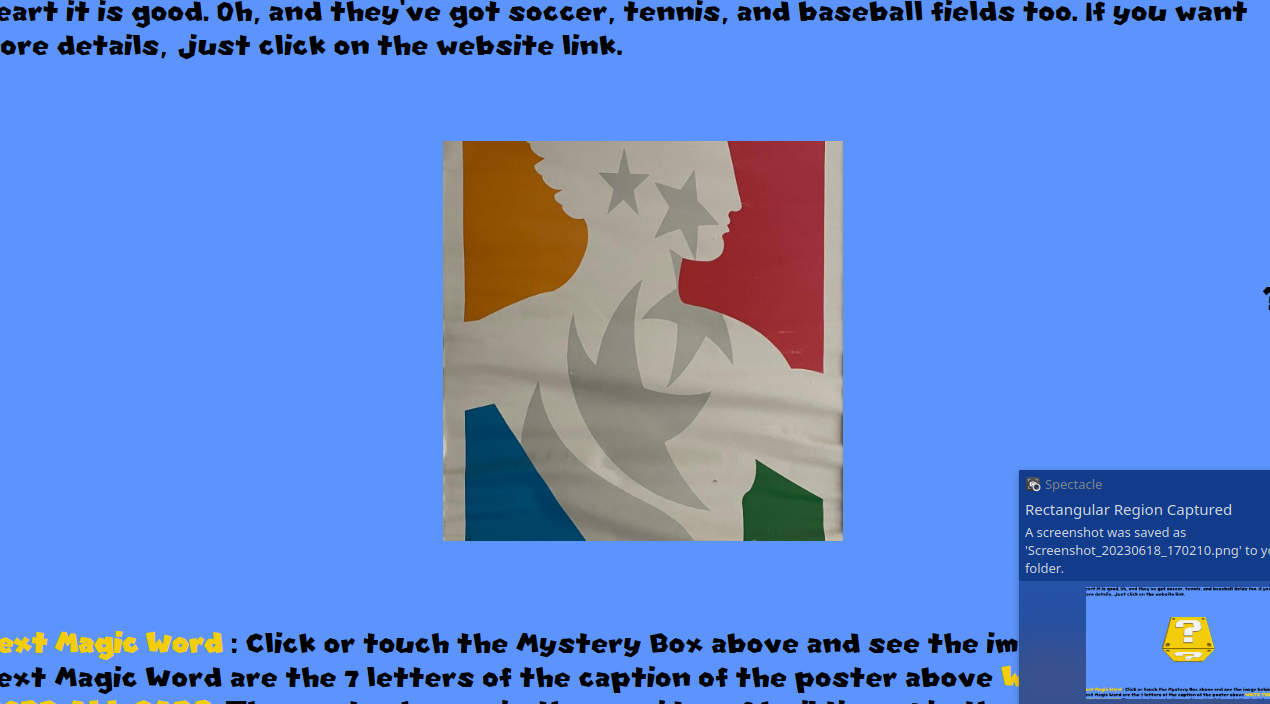 eart it is good. Oh, and they've got soccer, tennis, and baseball fields too. If you want
ore details, just click on the website link.
?
Spectacle
Rectangular Region Captured
A screenshot was saved as
'Screenshot_20230618_170210.png' to yo
folder.
ext Magic Word : Click or touch the Mystery Box above and see the im
ext Magic Word are the 7 letters of the caption of the poster above W